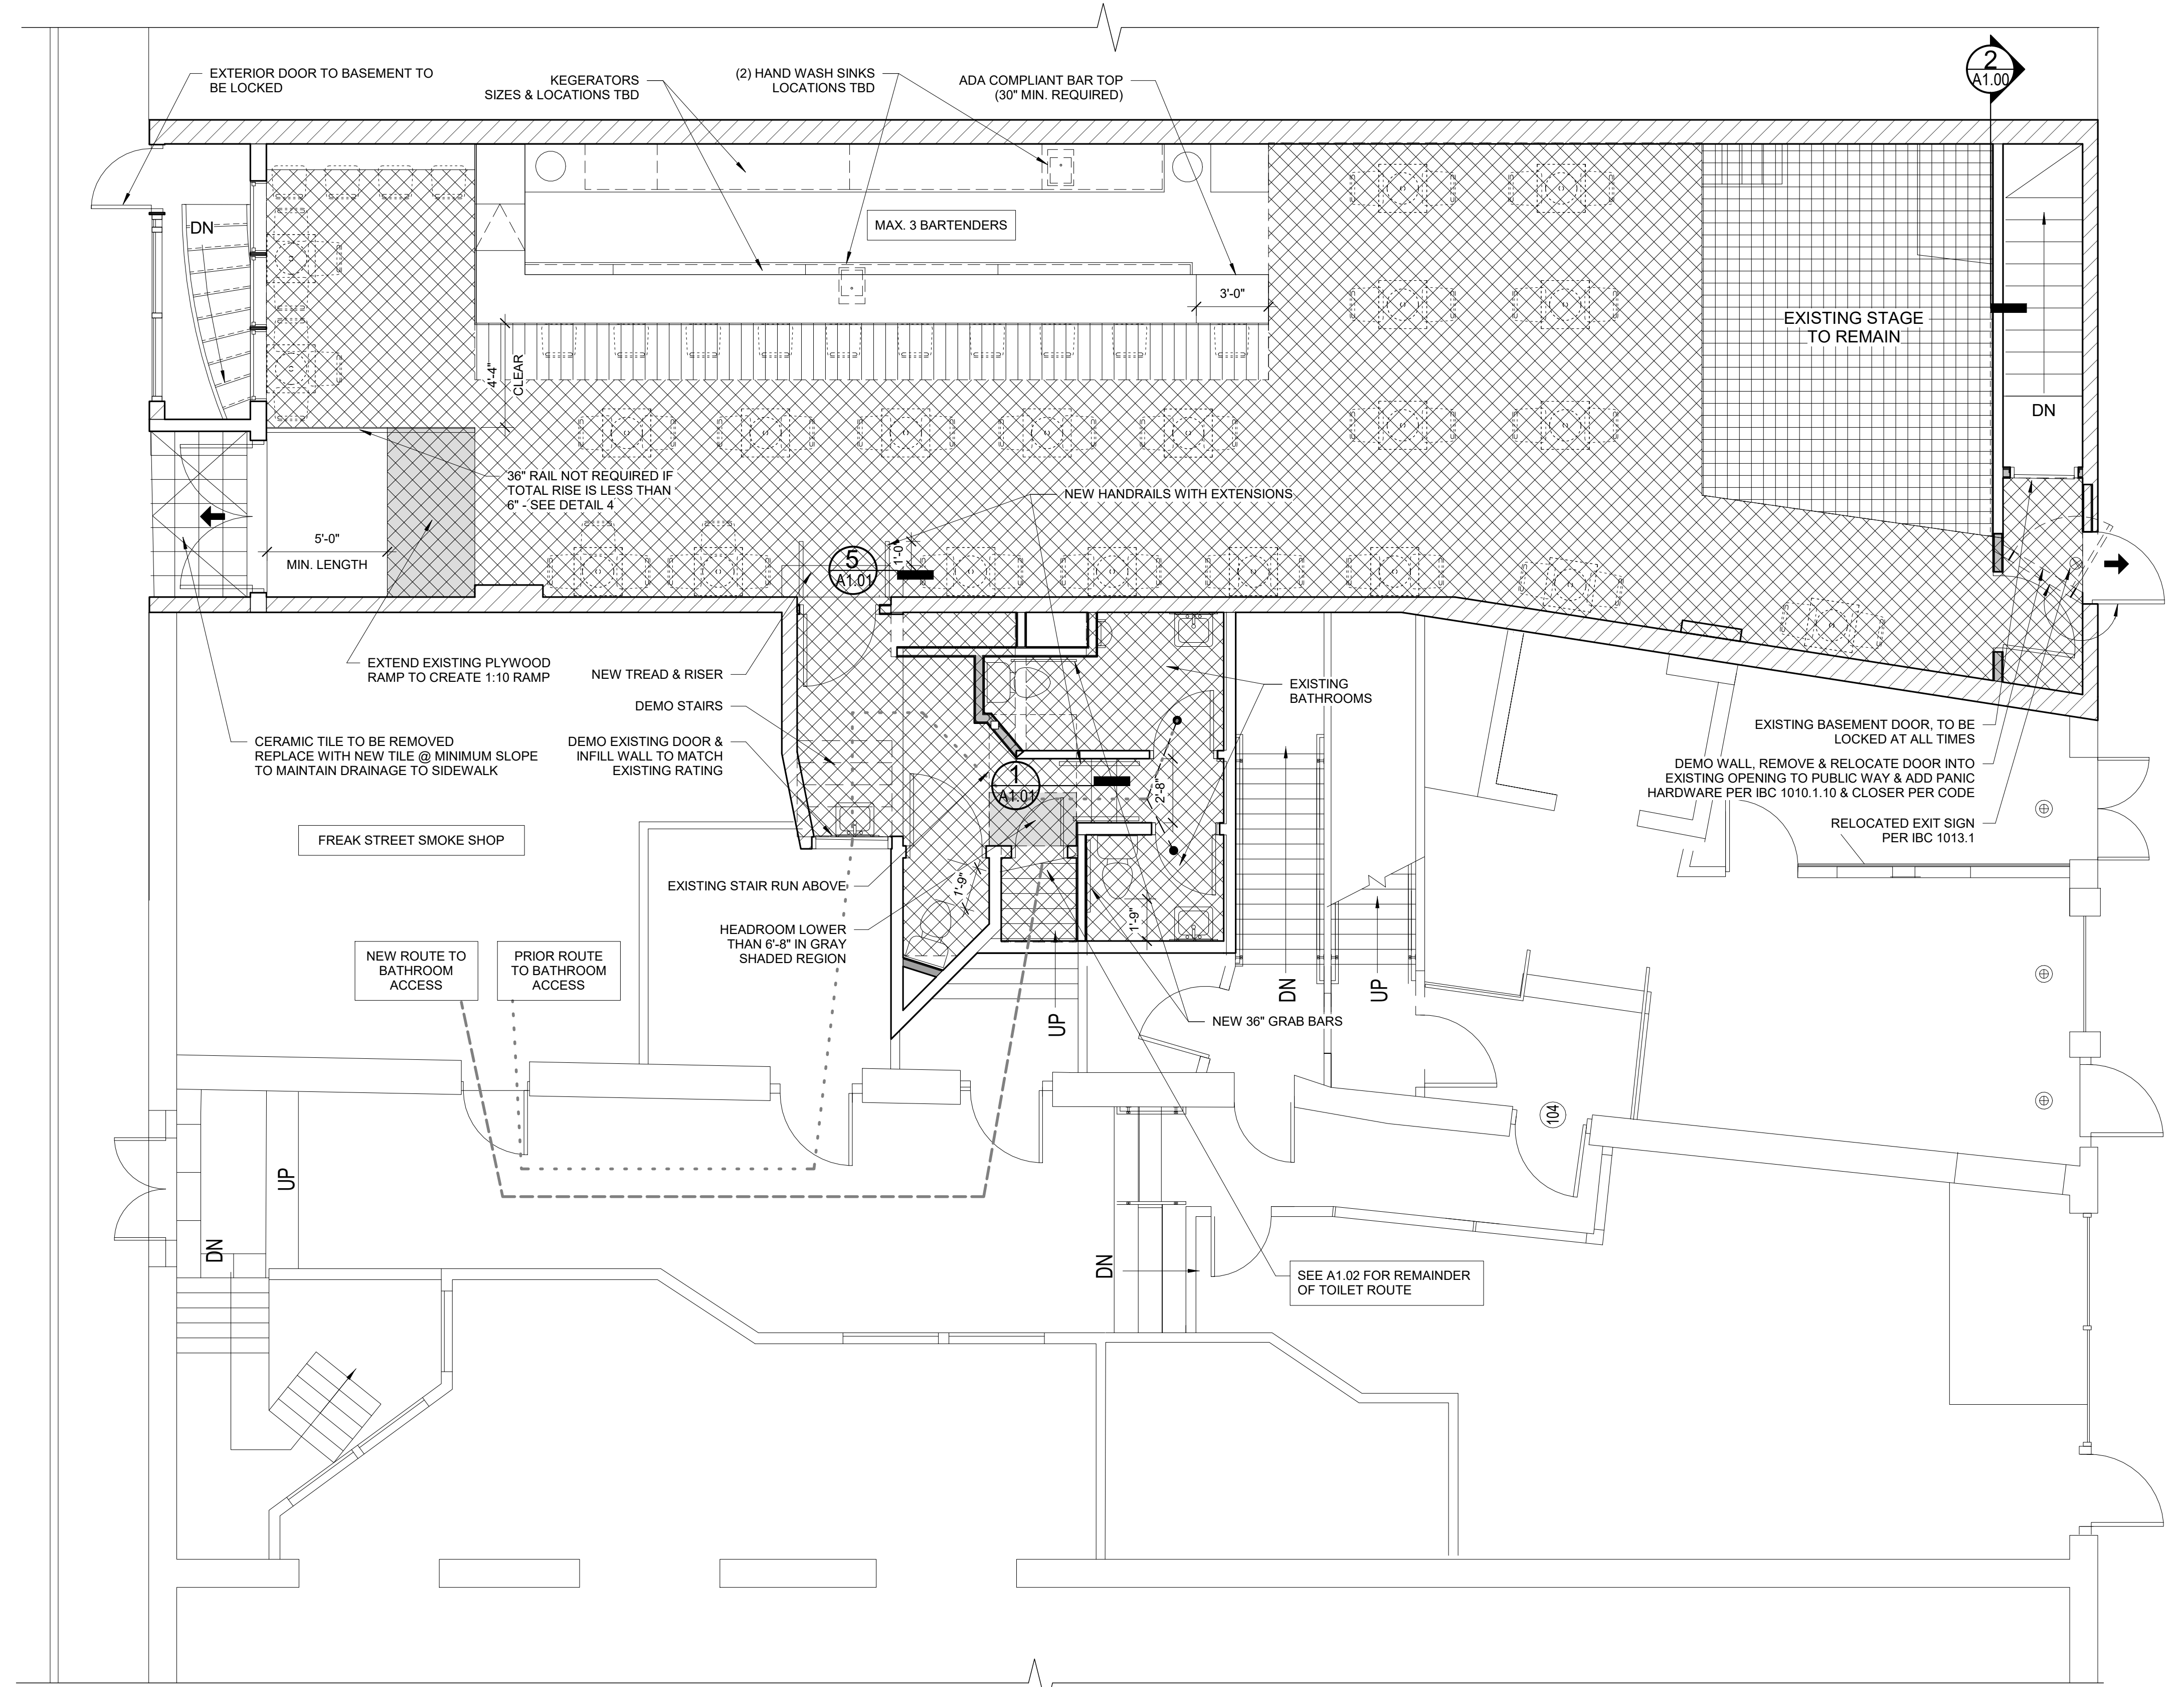 2
A1.00
EXTERIOR DOOR TO BASEMENT TO
BE LOCKED
KEGERATORS
SIZES & LOCATIONS TBD
(2) HAND WASH SINKS
LOCATIONS TBD
ADA COMPLIANT BAR TOP
(30" MIN. REQUIRED)
DN
MAX. 3 BARTENDERS
3'-0"
EXISTING STAGE
TO REMAIN
4'-4"
CLEAR
DN
36" RAIL NOT REQUIRED IF
TOTAL RISE IS LESS THAN
6" - SEE DETAIL 4
NEW HANDRAILS WITH EXTENSIONS
5'-0"
MIN. LENGTH
5
A1.01
1'-0"
EXTEND EXISTING PLYWOOD
RAMP TO CREATE 1:10 RAMP
NEW TREAD & RISER
DEMO STAIRS
EXISTING
BATHROOMS
CERAMIC TILE TO BE REMOVED
REPLACE WITH NEW TILE @ MINIMUM SLOPE
TO MAINTAIN DRAINAGE TO SIDEWALK
DEMO EXISTING DOOR &
INFILL WALL TO MATCH
EXISTING RATING
1
A1.01
2'-8"
EXISTING BASEMENT DOOR, TO BE
LOCKED AT ALL TIMES
DEMO WALL, REMOVE & RELOCATE DOOR INTO
EXISTING OPENING TO PUBLIC WAY & ADD PANIC
HARDWARE PER IBC 1010.1.10 & CLOSER PER CODE
RELOCATED EXIT SIGN
PER IBC 1013.1
FREAK STREET SMOKE SHOP
EXISTING STAIR RUN ABOVE
1'-9"
1'-9"
HEADROOM LOWER
THAN 6'-8" IN GRAY
SHADED REGION
NEW ROUTE TO
BATHROOM
ACCESS
PRIOR ROUTE
TO BATHROOM
ACCESS
UP
DN
UP
NEW 36" GRAB BARS
104
UP
DN
DN
SEE A1.02 FOR REMAINDER
OF TOILET ROUTE